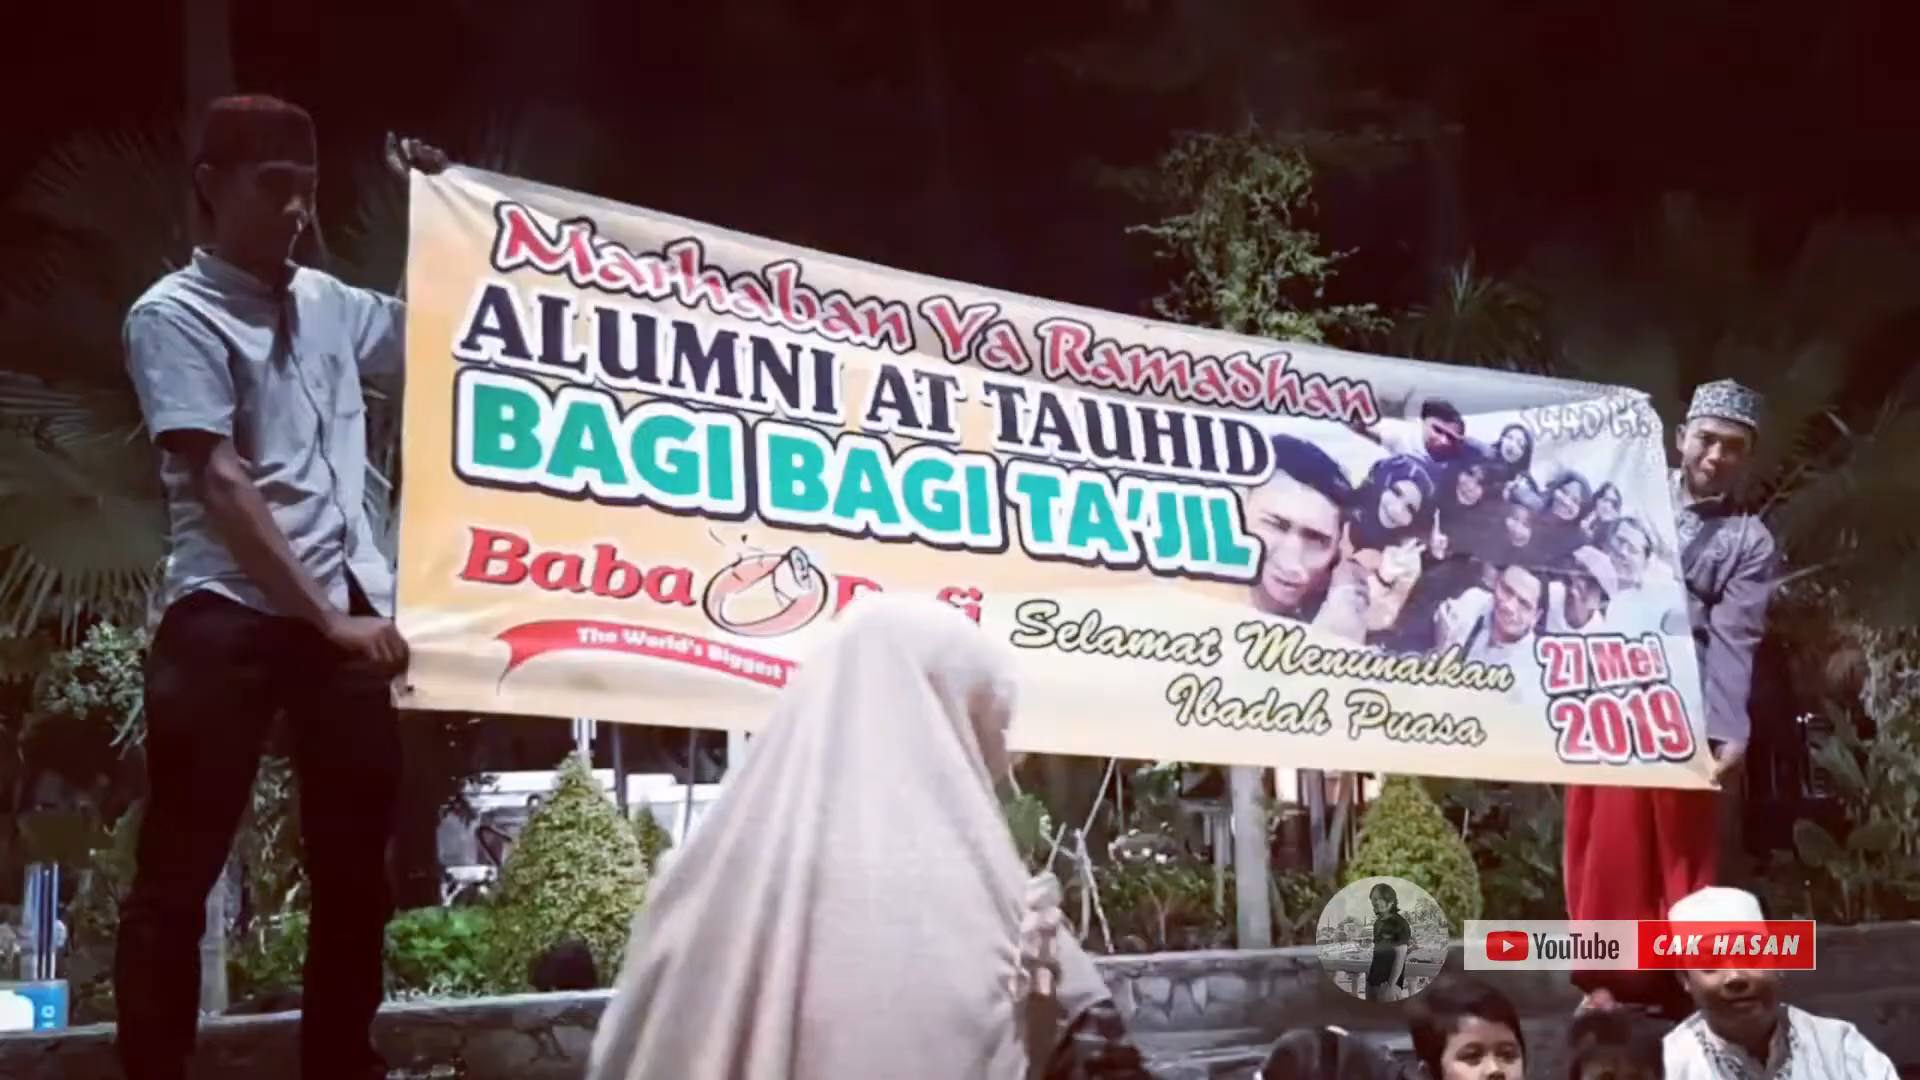 Marhaban Ya Ramadhan
1440 H.
ALUMNI AT TAUHID
BAGI BAGI TA'JIL
Baba
The World's Biggest
Selamat Menunaikan
Ibadah Puasa
27 Mei
2019
YouTube
CAK HASAN